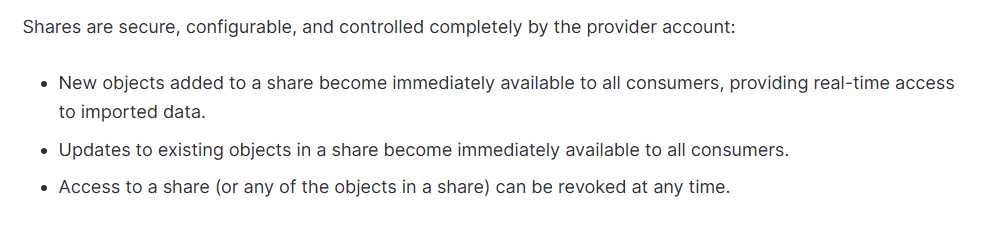 Shares are secure, configurable, and controlled completely by the provider account:
• New objects added to a share become immediately available to all consumers, providing real-time access
to imported data.
• Updates to existing objects in a share become immediately available to all consumers.
• Access to a share (or any of the objects in a share) can be revoked at any time.